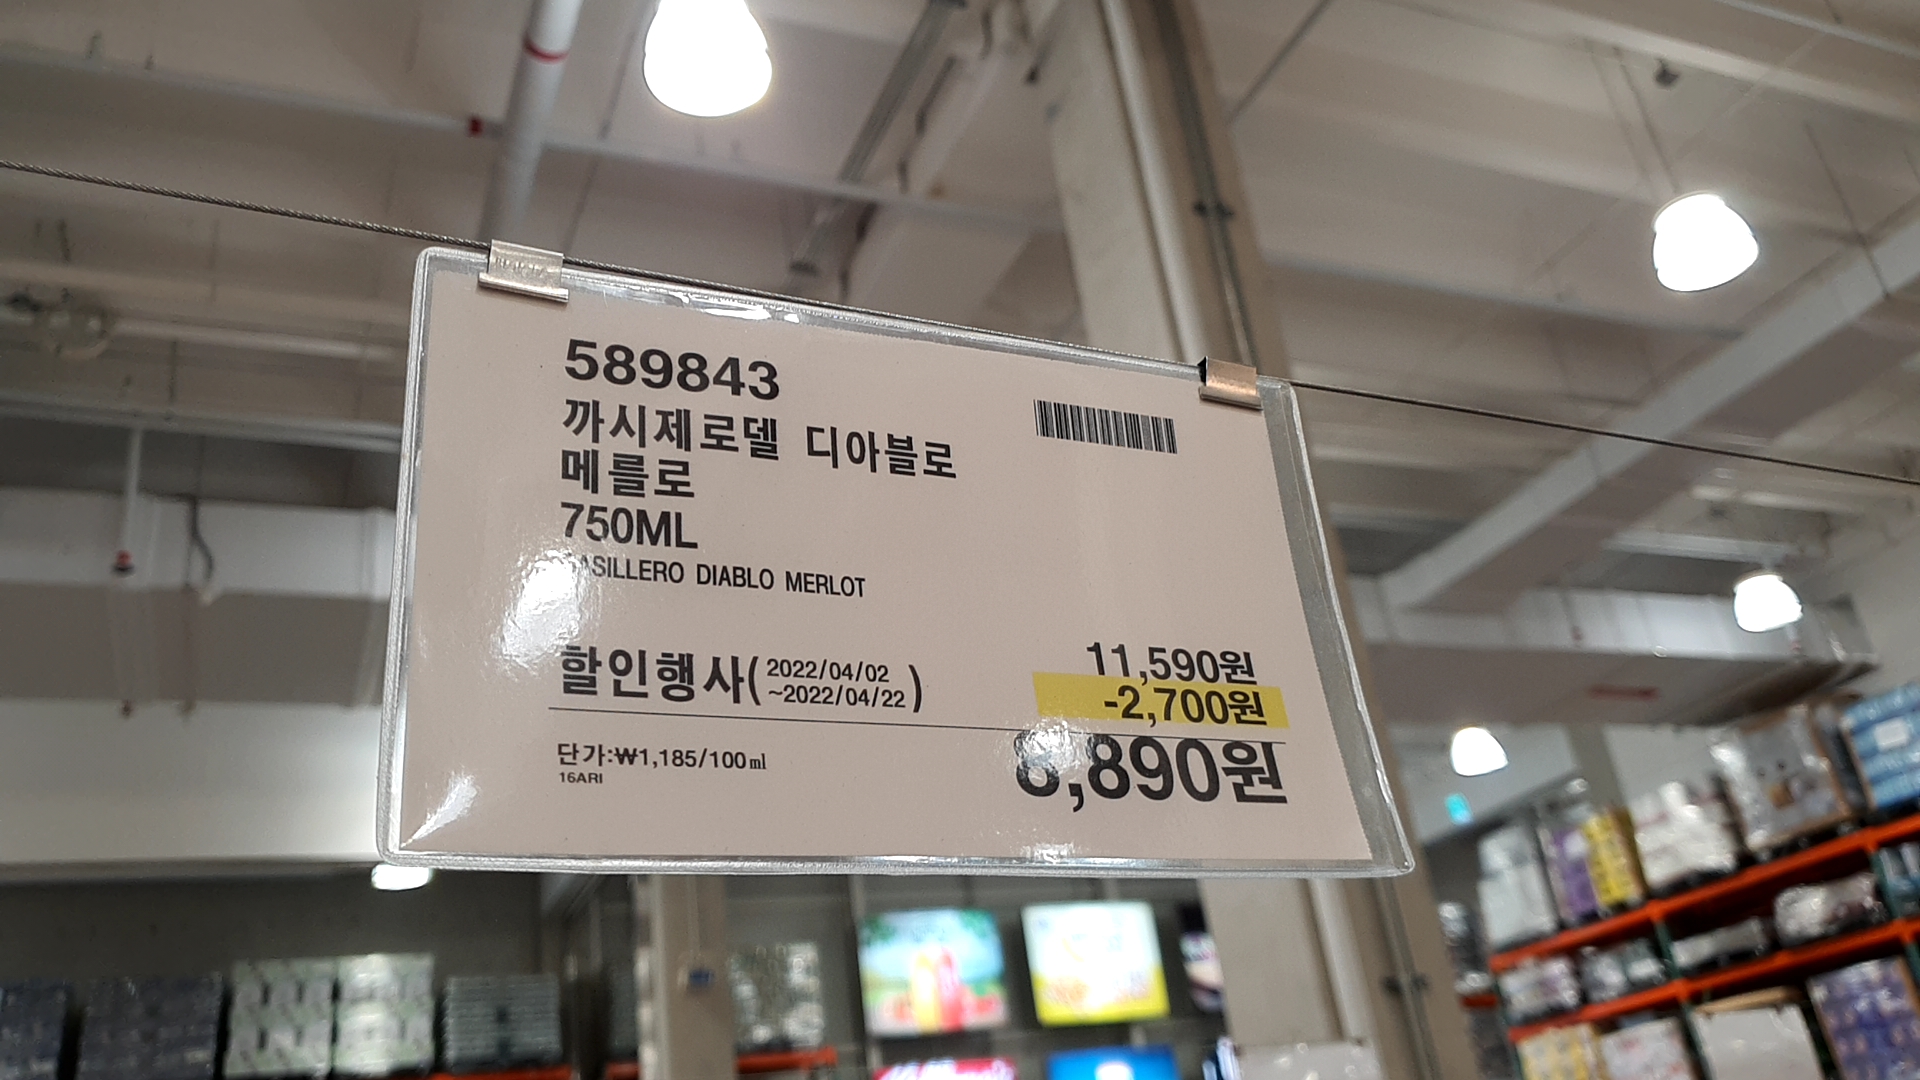 589843
까시제로델 디아블로
메를로
750ML
CASILLERO DIABLO MERLOT
할인행사(2022/04/02
~2022/04/22)
11,590원
-2,700원
8,890원
단가:₩1,185/100㎖
16ARI